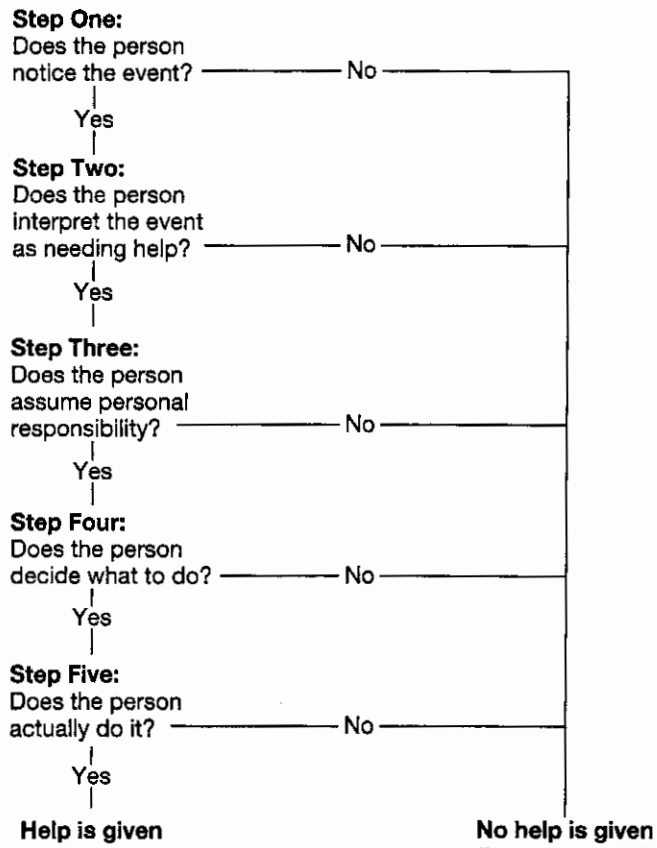 Step One:
Does the person
notice the event?
No
Yes
Step Two:
Does the person
interpret the event
as needing help?
No
Yes
Step Three:
Does the person
assume personal
responsibility?
No
Yes
Step Four:
Does the person
decide what to do?
No
Yes
Step Five:
Does the person
actually do it?
No
Yes
Help is given
No help is given